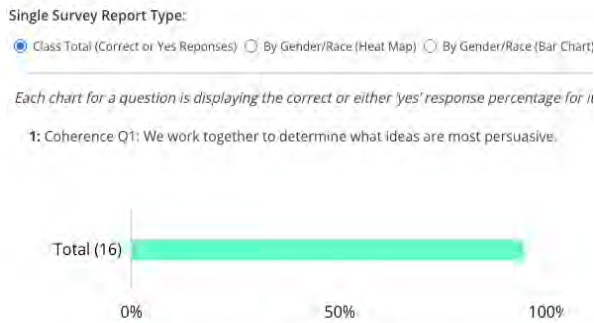 Single Survey Report Type:
Class Total (Correct or Yes Reponses) By Gender/Race (Heat Map) By Gender/Race (Bar Chart)
Each chart for a question is displaying the correct or either 'yes' response percentage for
1: Coherence Q1: We work together to determine what ideas are most persuasive.
Total (16)
0% 50% 100%